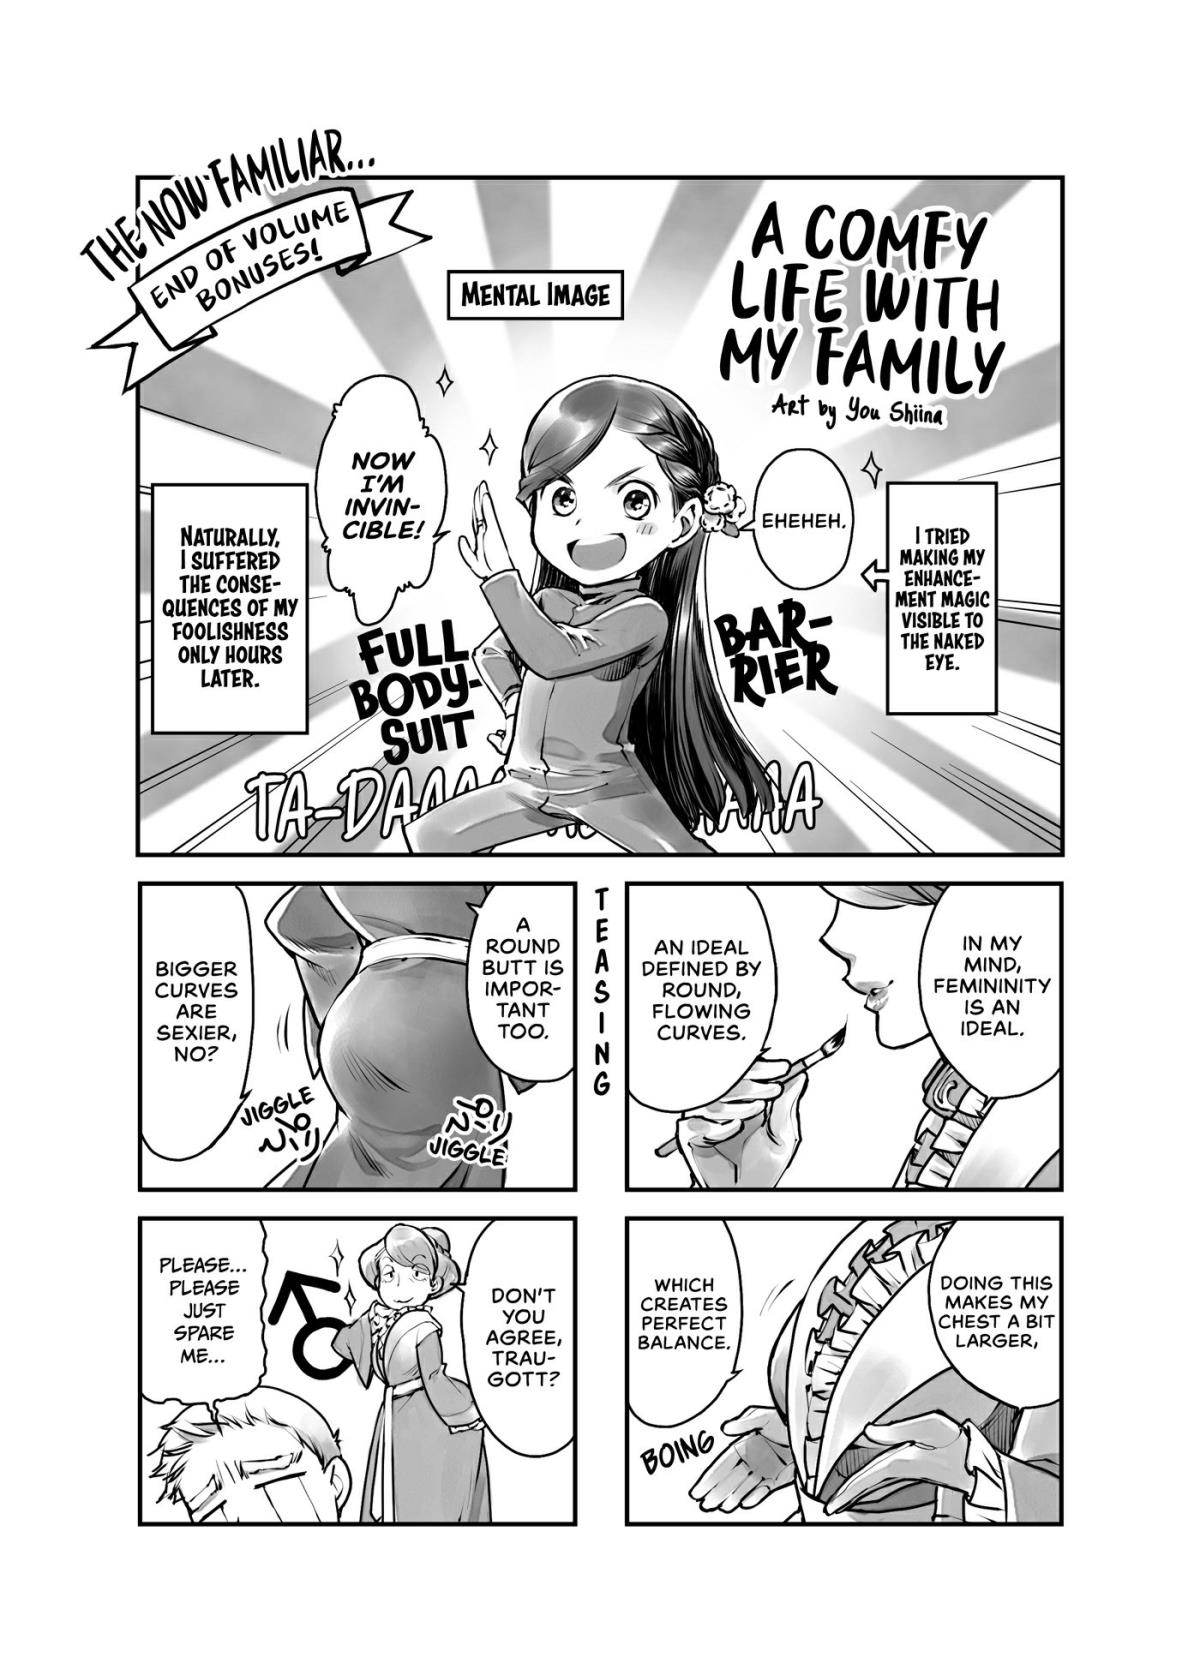 THE NOW FAMILIAR...
END OF VOLUME
BONUSES!
A COMFY
LIFE WITH
MY FAMILY
Art by You Shiina
MENTAL IMAGE
I TRIED
MAKING MY
ENHANCE-
MENT MAGIC
VISIBLE TO
THE NAKED
EYE.
EHEHEH.
BAR-
RIER
NOW
I'M
INVIN-
CIBLE!
FULL
BODY-
SUIT
NATURALLY,
I SUFFERED
THE CONSE-
QUENCES OF MY
FOOLISHNESS
ONLY HOURS
LATER.
TA-DAAA
AAAA
TEASING
IN MY
MIND,
FEMININITY
IS AN
IDEAL.
AN IDEAL
DEFINED BY
ROUND,
FLOWING
CURVES.
DOING THIS
MAKES MY
CHEST A BIT
LARGER,
WHICH
CREATES
PERFECT
BALANCE.
BOING
A
ROUND
BUTT IS
IMPOR-
TANT
TOO.
BIGGER
CURVES
ARE
SEXIER,
NO?
JIGGLE
JIGGLE
DON'T
YOU
AGREE,
TRAU-
GOTT?
♂
PLEASE...
PLEASE
JUST
SPARE
ME...